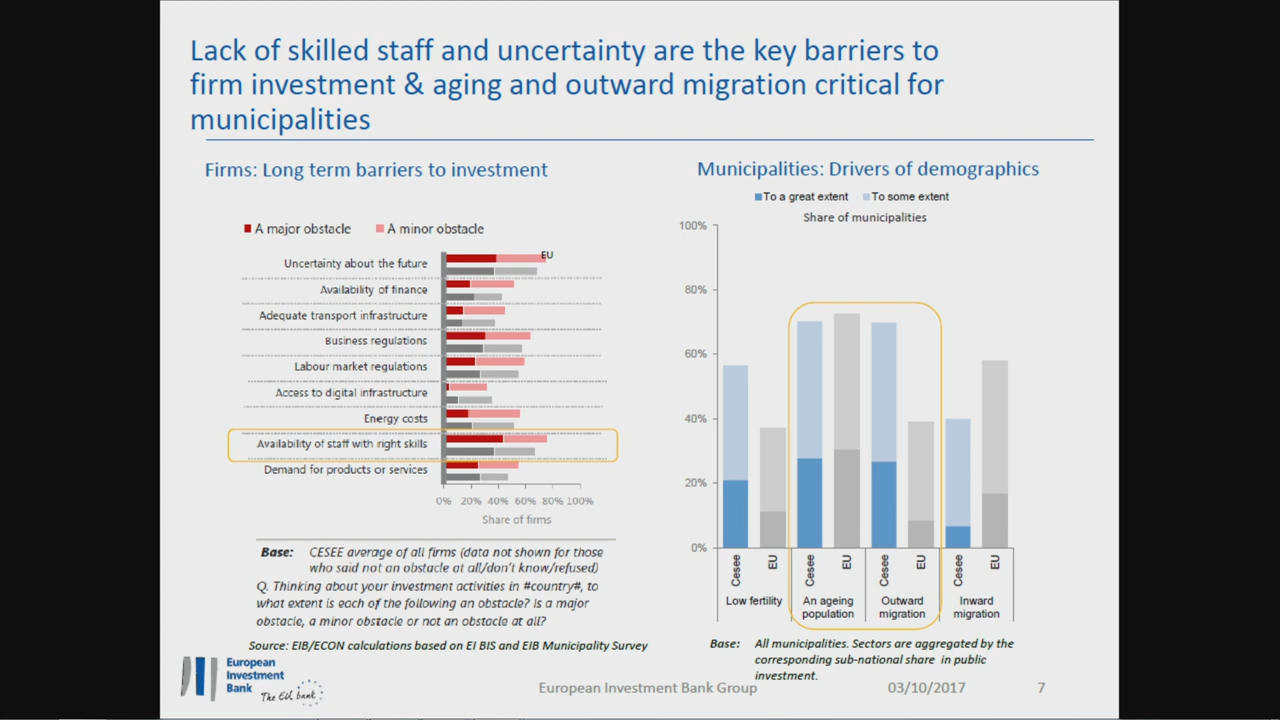 Lack of skilled staff and uncertainty are the key barriers to
firm investment & aging and outward migration critical for
municipalities
Firms: Long term barriers to investment
A major obstacle A minor obstacle
EU
Uncertainty about the future
Availability of finance
Adequate transport infrastructure
Business regulations
Labour market regulations
Access to digital infrastructure
Energy costs
Availability of staff with right skills
Demand for products or services
0% 20% 40% 60% 80% 100%
Share of firms
Base: CESEE average of all firms (data not shown for those
who said not an obstacle at all/don't know/refused)
Q. Thinking about your investment activities in #country#, to
what extent is each of the following an obstacle? Is a major
obstacle, a minor obstacle or not an obstacle at all?
Source: EIB/ECON calculations based on EI BIS and EIB Municipality Survey
Municipalities: Drivers of demographics
To a great extent To some extent
Share of municipalities
100%
80%
60%
40%
20%
0%
Cesee EU Cesee EU Cesee EU Cesee EU
Low fertility An ageing Outward Inward
population migration migration
Base: All municipalities. Sectors are aggregated by the
corresponding sub-national share in public
investment.
European
Investment
Bank The EU bank
European Investment Bank Group 03/10/2017 7